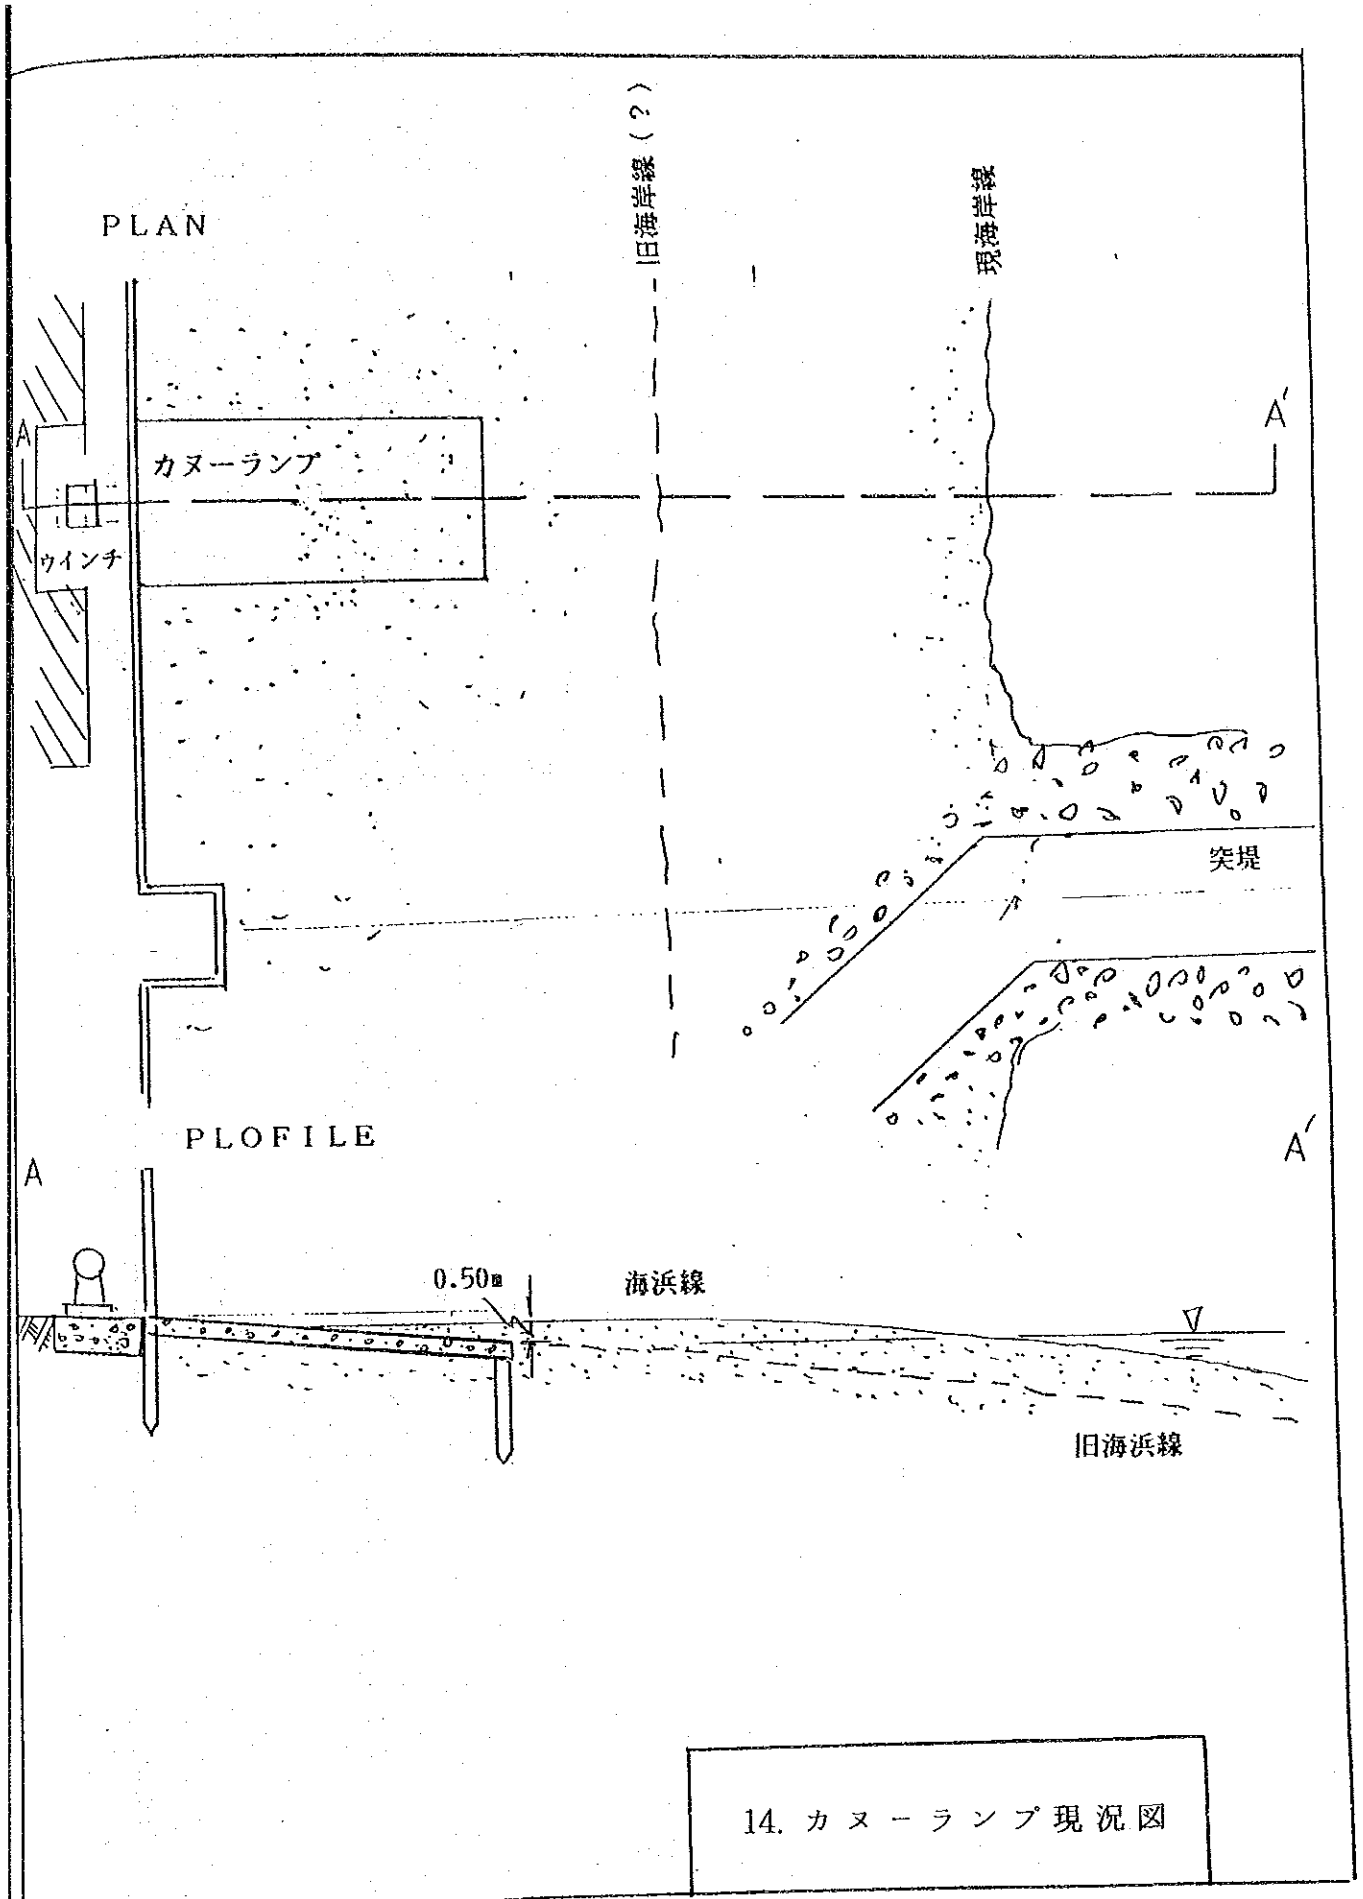 旧海岸線(?)
現海岸線
PLAN
A
A'
カヌーランプ
ウインチ
突堤
PLOFILE
A
A'
0.50m
海浜線
旧海浜線
14. カヌーランプ現況図